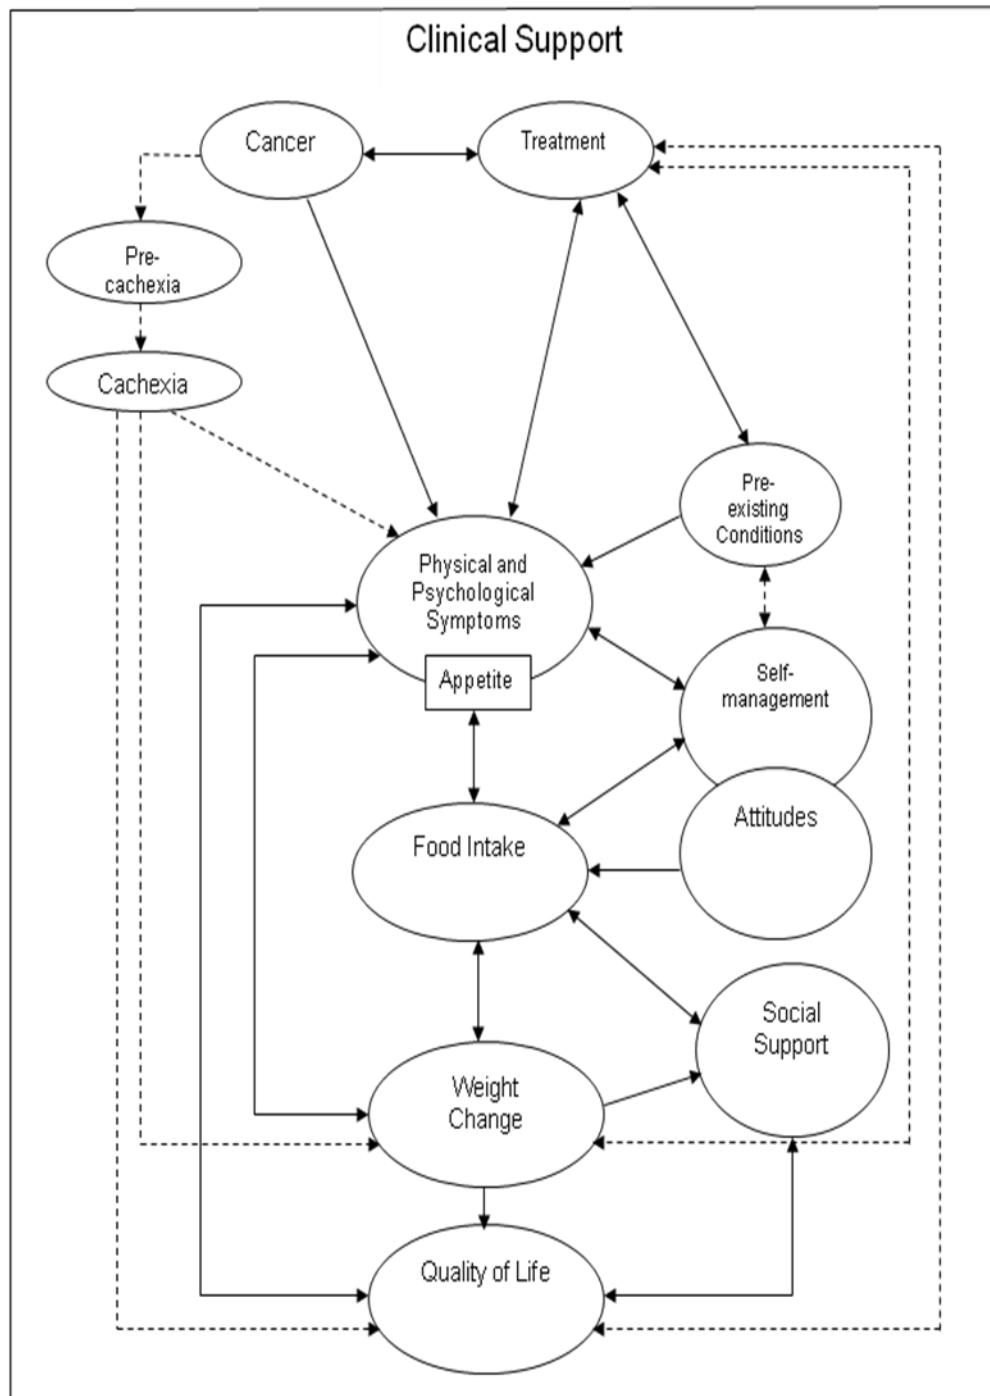 Clinical Support
Cancer
Treatment
Pre-
cachexia
Cachexia
Pre-
existing
Conditions
Physical and
Psychological
Symptoms
Appetite
Self-
management
Attitudes
Food Intake
Social
Support
Weight
Change
Quality of Life